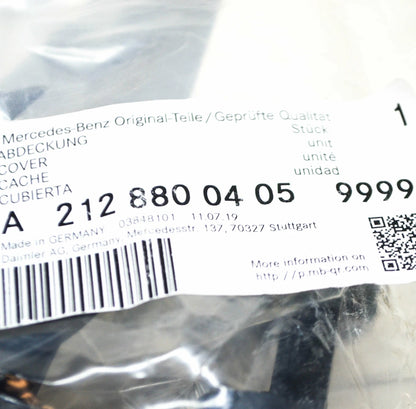 Mercedes-Benz Original-Teile/Geprüfte Qualität
ABDECKUNG Stück 1
COVER unit
CACHE unité
CUBIERTA unidad
A 212 880 04 05 9999
Made in GERMANY 03848101 11.07.19
Daimler AG, Germany, Mercedesstr. 137, 70327 Stuttgart
More information on
http://p.mb-qr.com